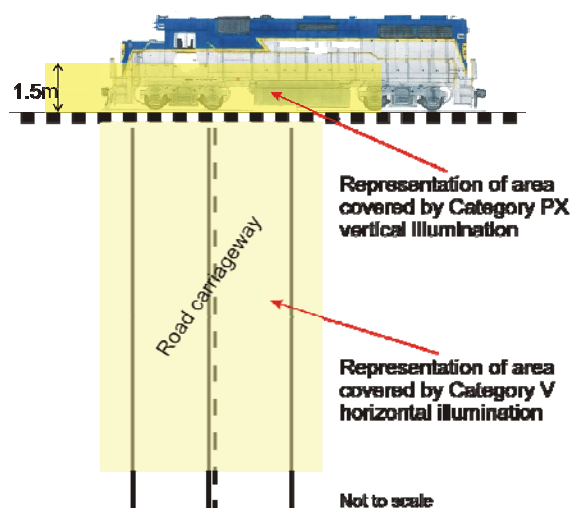 1.5m
Representation of area
covered by Category PX
vertical illumination
Road carriageway
Representation of area
covered by Category V
horizontal illumination
Not to scale